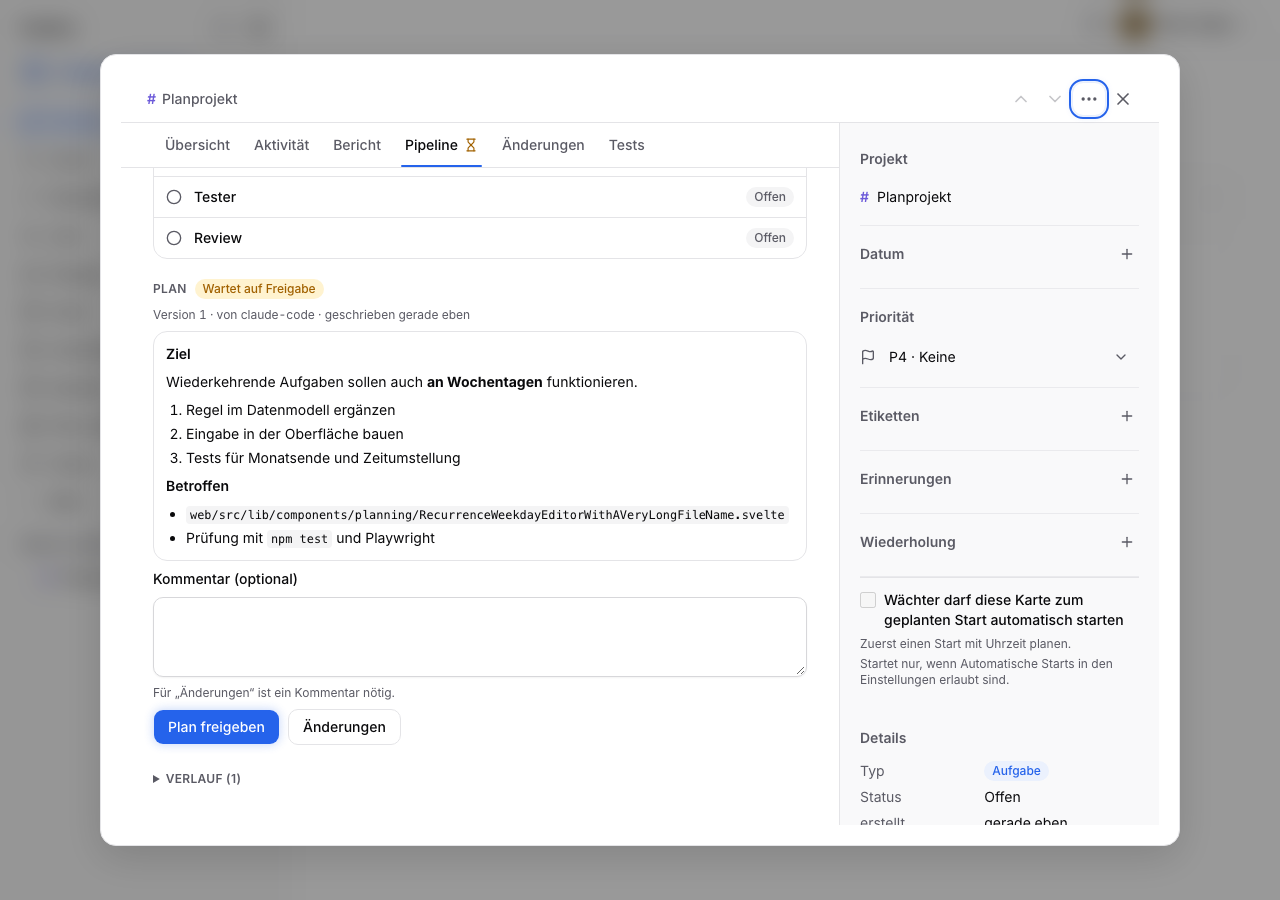 # Planprojekt
Übersicht Aktivität Bericht Pipeline Änderungen Tests
Tester Offen
Review Offen
PLAN Wartet auf Freigabe
Version 1 · von claude-code · geschrieben gerade eben
Ziel
Wiederkehrende Aufgaben sollen auch an Wochentagen funktionieren.
1. Regel im Datenmodell ergänzen
2. Eingabe in der Oberfläche bauen
3. Tests für Monatsende und Zeitumstellung
Betroffen
• web/src/lib/components/planning/RecurrenceWeekdayEditorWithAVeryLongFileName.svelte
• Prüfung mit npm test und Playwright
Kommentar (optional)
Für „Änderungen“ ist ein Kommentar nötig.
Plan freigeben Änderungen
VERLAUF (1)
Projekt
# Planprojekt
Datum
Priorität
P4 · Keine
Etiketten
Erinnerungen
Wiederholung
Wächter darf diese Karte zum
geplanten Start automatisch starten
Zuerst einen Start mit Uhrzeit planen.
Startet nur, wenn Automatische Starts in den
Einstellungen erlaubt sind.
Details
Typ Aufgabe
Status Offen
erstellt gerade eben